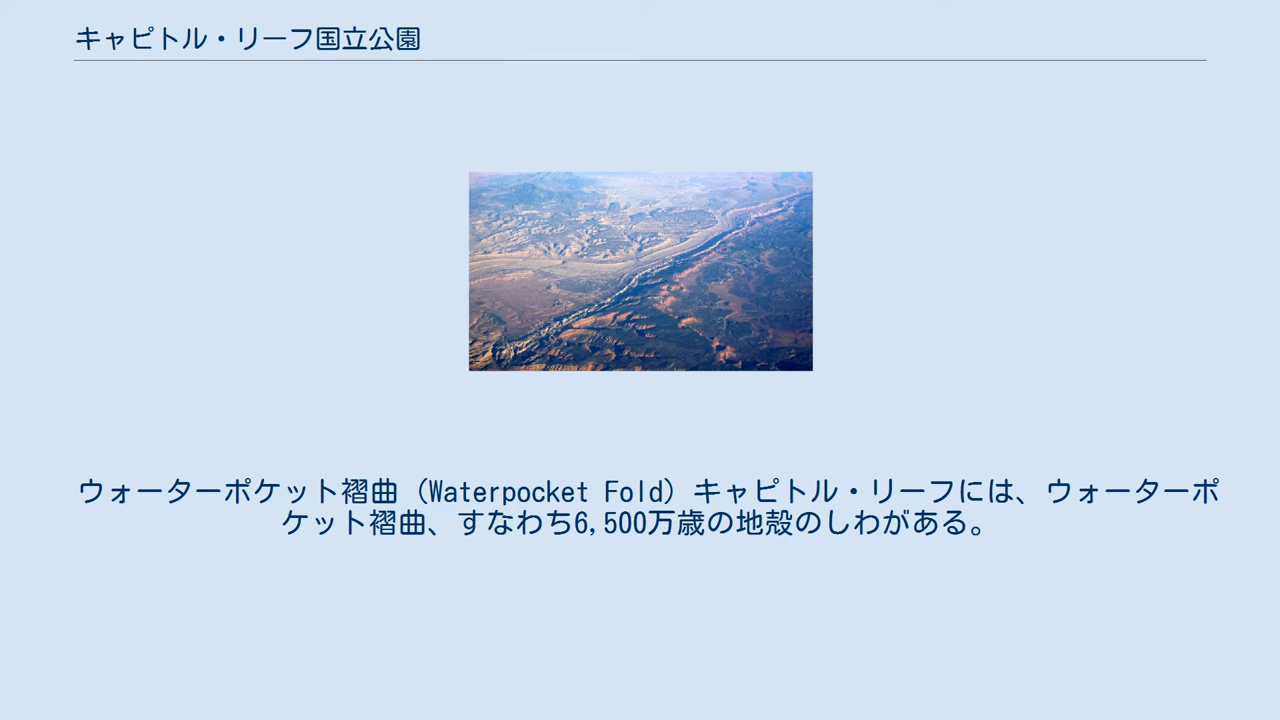 キャピトル・リーフ国立公園
ウォーターポケット褶曲 (Waterpocket Fold) キャピトル・リーフには、ウォーターポ
ケット褶曲、すなわち6,500万歳の地殻のしわがある。